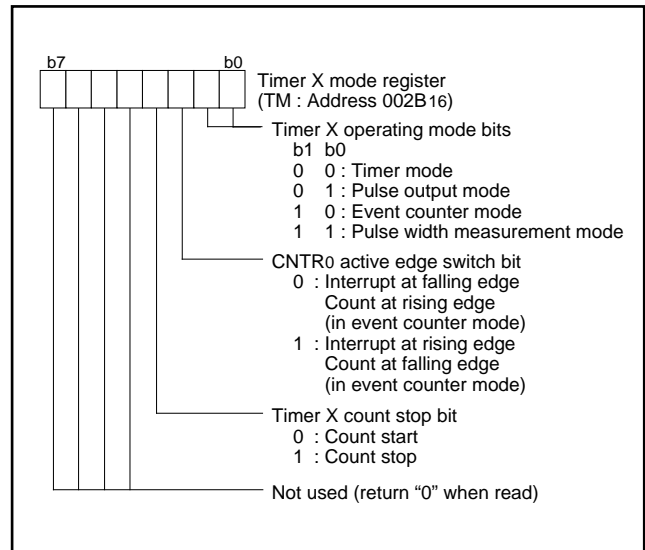 b7 b0
Timer X mode register
(TM : Address 002B16)
Timer X operating mode bits
b1 b0
0 0 : Timer mode
0 1 : Pulse output mode
1 0 : Event counter mode
1 1 : Pulse width measurement mode
CNTR0 active edge switch bit
0 : Interrupt at falling edge
Count at rising edge
(in event counter mode)
1 : Interrupt at rising edge
Count at falling edge
(in event counter mode)
Timer X count stop bit
0 : Count start
1 : Count stop
Not used (return “0” when read)